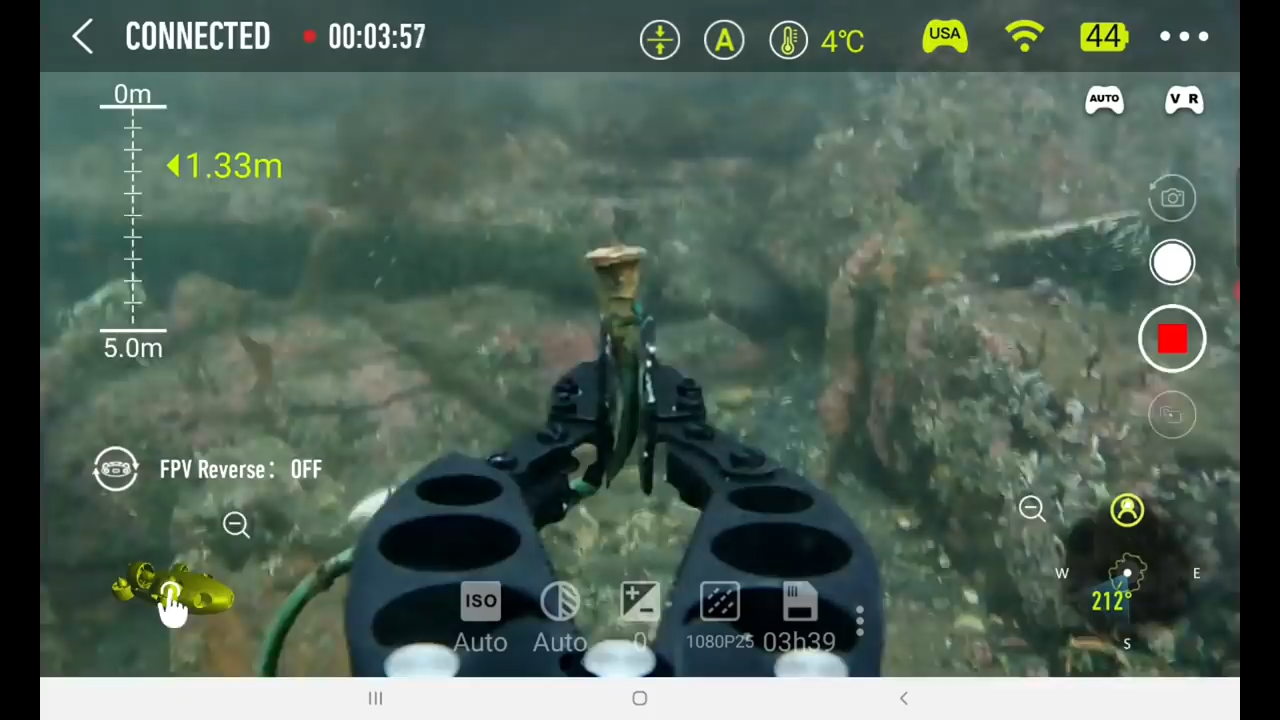 CONNECTED 00:03:57 A 4°C USA 44
AUTO V R
0m
1.33m
5.0m
FPV Reverse: OFF
W E
212°
S
ISO
Auto Auto 0 1080P25 03h39